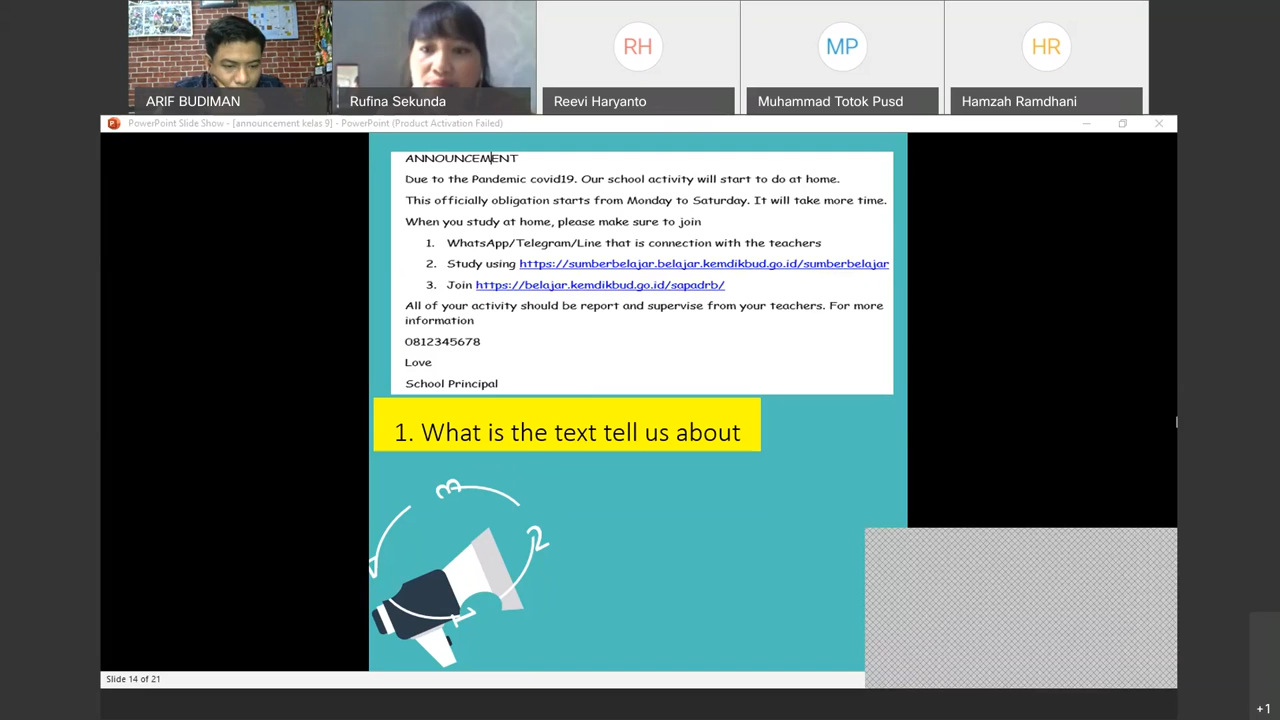 RH
MP
HR
ARIF BUDIMAN
Rufina Sekunda
Reevi Haryanto
Muhammad Totok Pusd
Hamzah Ramdhani
PowerPoint Slide Show - [announcement kelas 9] - PowerPoint (Product Activation Failed)
ANNOUNCEMENT
Due to the Pandemic covid19. Our school activity will start to do at home.
This officially obligation starts from Monday to Saturday. It will take more time.
When you study at home, please make sure to join
1. WhatsApp/Telegram/Line that is connection with the teachers
2. Study using https://sumberbelajar.belajar.kemdikbud.go.id/sumberbelajar
3. Join https://belajar.kemdikbud.go.id/sapadrb/
All of your activity should be report and supervise from your teachers. For more
information
0812345678
Love
School Principal
1. What is the text tell us about
3
2
1
Slide 14 of 21
+1